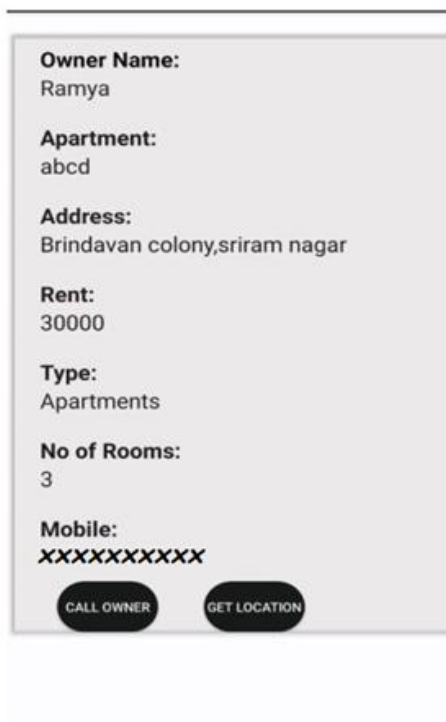 Owner Name:
Ramya
Apartment:
abcd
Address:
Brindavan colony,sriram nagar
Rent:
30000
Type:
Apartments
No of Rooms:
3
Mobile:
xxxxxxxxxx
CALL OWNER GET LOCATION